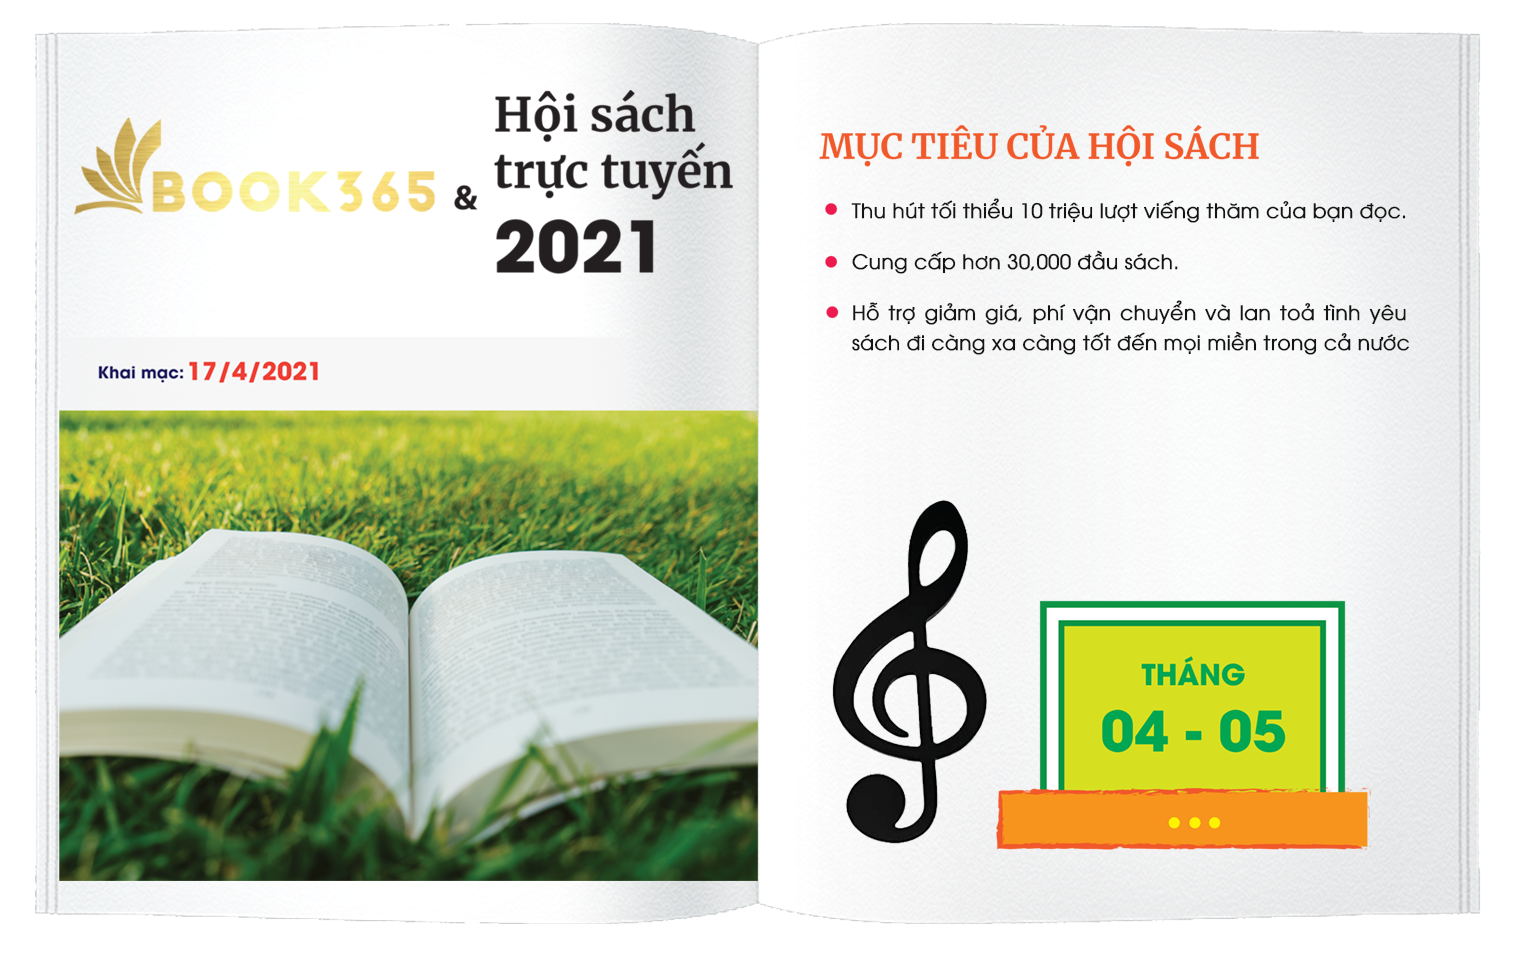 BOOK365 &
Hội sách
trực tuyến
2021
Khai mạc: 17/4/2021
MỤC TIÊU CỦA HỘI SÁCH
Thu hút tối thiểu 10 triệu lượt viếng thăm của bạn đọc.
Cung cấp hơn 30,000 đầu sách.
Hỗ trợ giảm giá, phí vận chuyển và lan toả tình yêu
sách đi càng xa càng tốt đến mọi miền trong cả nước
THÁNG
04 - 05